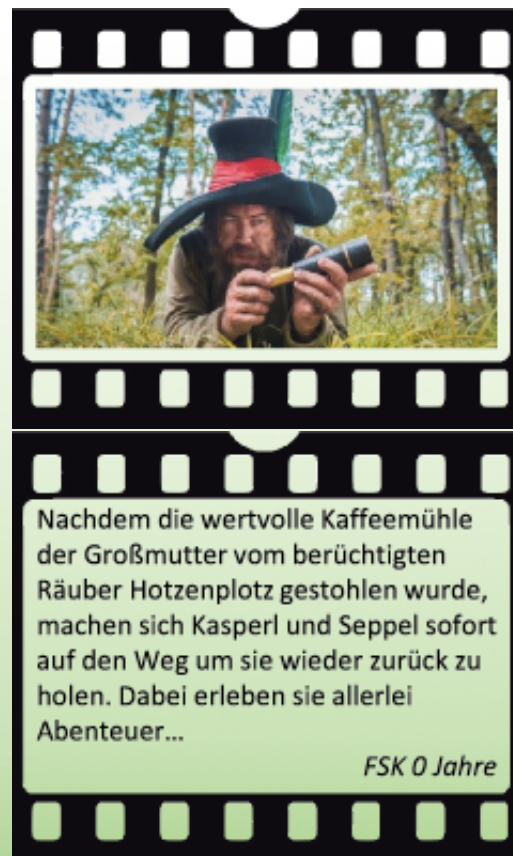 Nachdem die wertvolle Kaffeemühle
der Großmutter vom berüchtigten
Räuber Hotzenplotz gestohlen wurde,
machen sich Kasperl und Seppel sofort
auf den Weg um sie wieder zurück zu
holen. Dabei erleben sie allerlei
Abenteuer...
FSK 0 Jahre